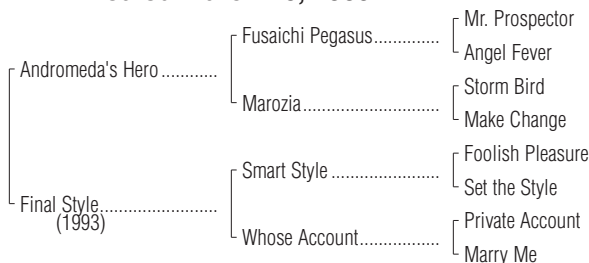 Fusaichi Pegasus
Mr. Prospector
Angel Fever
Andromeda's Hero
Marozia
Storm Bird
Make Change
Smart Style
Foolish Pleasure
Set the Style
Final Style
(1993)
Whose Account
Private Account
Marry Me